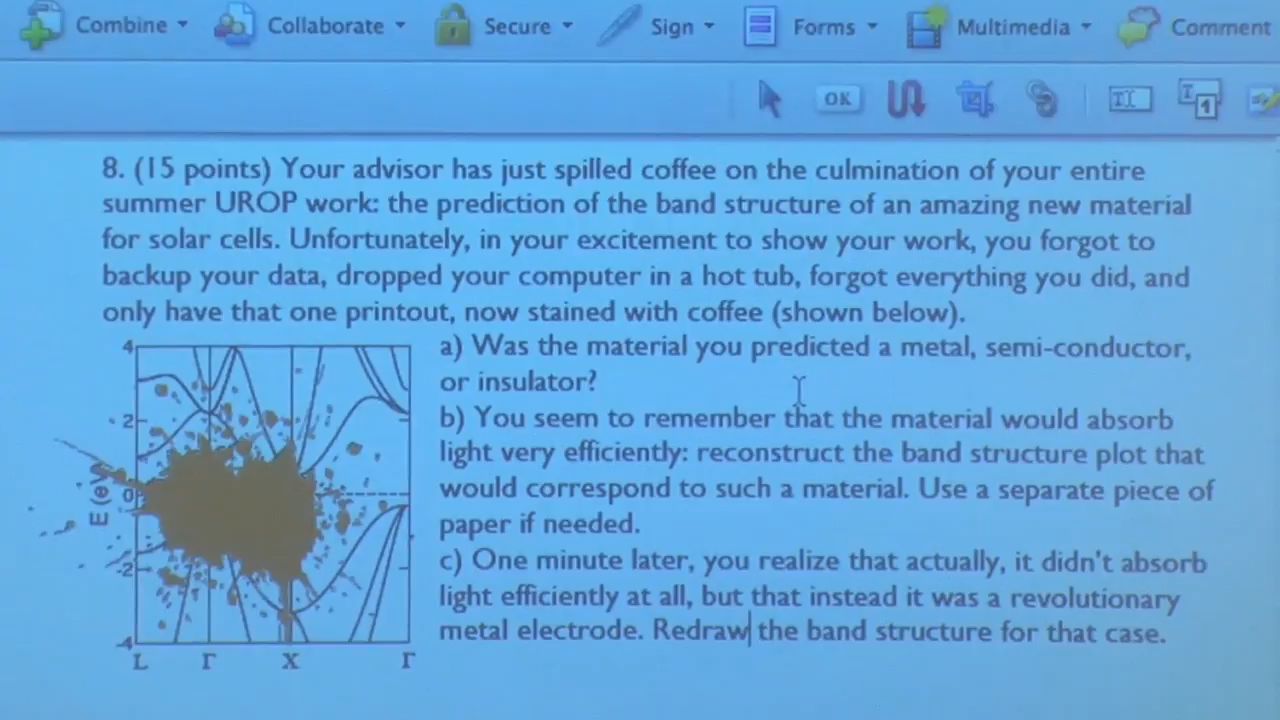 Combine Collaborate Secure Sign Forms Multimedia Comment
OK
8. (15 points) Your advisor has just spilled coffee on the culmination of your entire
summer UROP work: the prediction of the band structure of an amazing new material
for solar cells. Unfortunately, in your excitement to show your work, you forgot to
backup your data, dropped your computer in a hot tub, forgot everything you did, and
only have that one printout, now stained with coffee (shown below).
a) Was the material you predicted a metal, semi-conductor,
or insulator?
b) You seem to remember that the material would absorb
light very efficiently: reconstruct the band structure plot that
would correspond to such a material. Use a separate piece of
paper if needed.
c) One minute later, you realize that actually, it didn't absorb
light efficiently at all, but that instead it was a revolutionary
metal electrode. Redraw the band structure for that case.
4
2
0
-2
-4
E (eV
L Γ X Γ